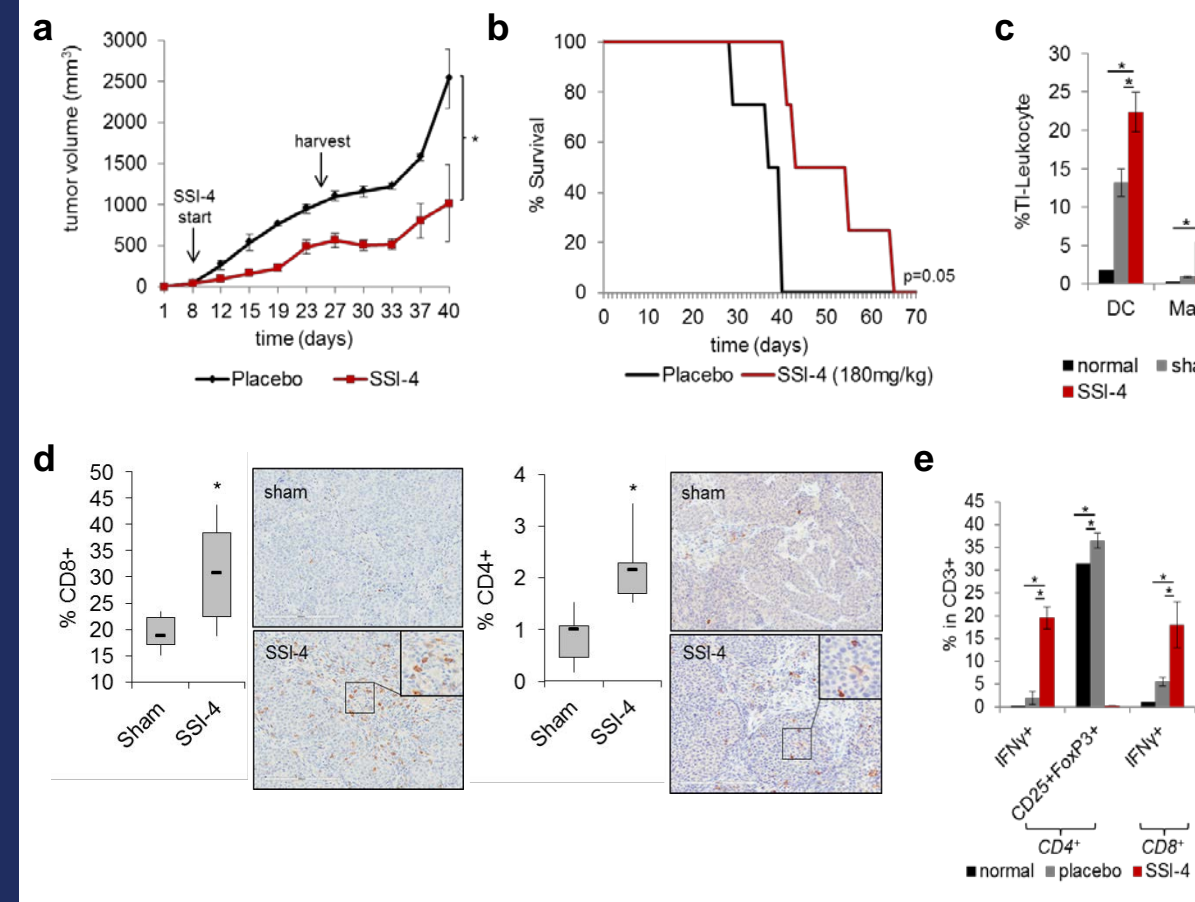 a
tumor volume (mm³)
3000
2500
2000
1500
1000
500
0
SSI-4
start
harvest
*
1 8 12 15 19 23 27 30 33 37 40
time (days)
Placebo SSI-4
b
% Survival
100
80
60
40
20
0
p=0.05
0 10 20 30 40 50 60 70
time (days)
Placebo SSI-4 (180mg/kg)
c
%TI-Leukocyte
30
25
20
15
10
5
0
*
*
*
DC Ma
normal sha
SSI-4
d
% CD8+
50
45
40
35
30
25
20
15
10
*
Sham SSI-4
sham
SSI-4
% CD4+
4
3
2
1
0
*
Sham SSI-4
sham
SSI-4
e
% in CD3+
45
40
35
30
25
20
15
10
5
0
* *
* *
* *
IFNγ+ CD25+FoxP3+ IFNγ+
CD4⁺ CD8⁺
normal placebo SSI-4